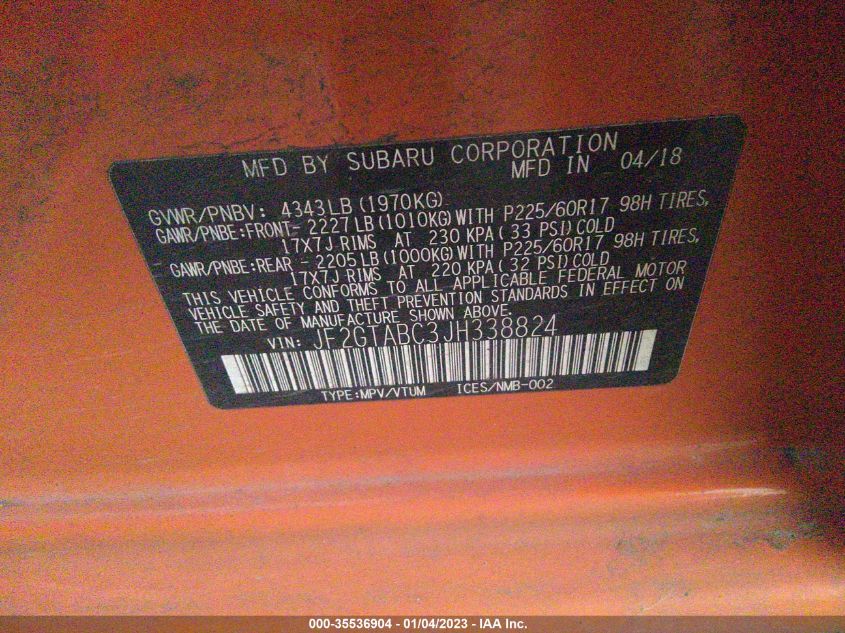 MFD BY SUBARU CORPORATION
MFD IN 04/18
GVWR/PNBV: 4343LB(1970KG)
GAWR/PNBE:FRONT- 2227LB(1010KG)WITH P225/60R17 98H TIRES,
17X7J RIMS AT 230 KPA(33 PSI)COLD
GAWR/PNBE:REAR - 2205LB(1000KG)WITH P225/60R17 98H TIRES,
17X7J RIMS AT 220 KPA(32 PSI)COLD
THIS VEHICLE CONFORMS TO ALL APPLICABLE FEDERAL MOTOR
VEHICLE SAFETY AND THEFT PREVENTION STANDARDS IN EFFECT ON
THE DATE OF MANUFACTURE SHOWN ABOVE.
VIN: JF2GTABC3JH338824
TYPE:MPV/VTUM ICES/NMB-002
000-35536904 - 01/04/2023 - IAA Inc.